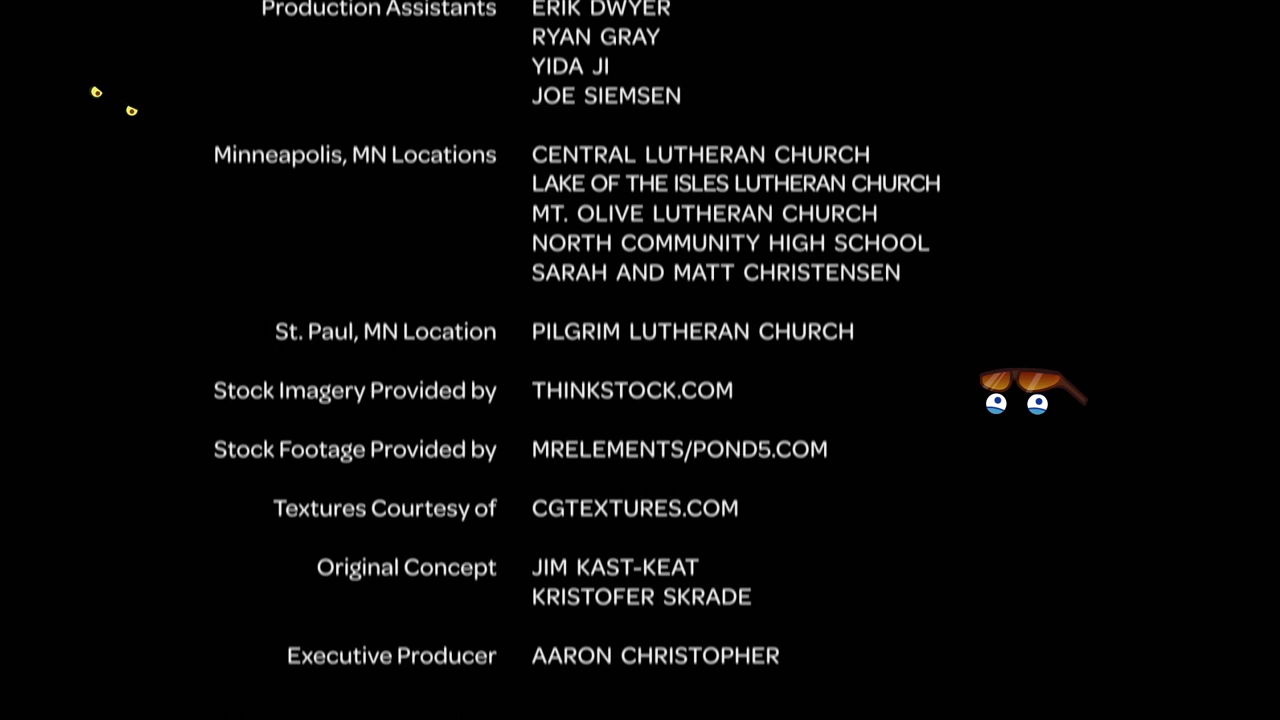 Production Assistants ERIK DWYER
RYAN GRAY
YIDA JI
JOE SIEMSEN
Minneapolis, MN Locations CENTRAL LUTHERAN CHURCH
LAKE OF THE ISLES LUTHERAN CHURCH
MT. OLIVE LUTHERAN CHURCH
NORTH COMMUNITY HIGH SCHOOL
SARAH AND MATT CHRISTENSEN
St. Paul, MN Location PILGRIM LUTHERAN CHURCH
Stock Imagery Provided by THINKSTOCK.COM
Stock Footage Provided by MRELEMENTS/POND5.COM
Textures Courtesy of CGTEXTURES.COM
Original Concept JIM KAST-KEAT
KRISTOFER SKRADE
Executive Producer AARON CHRISTOPHER